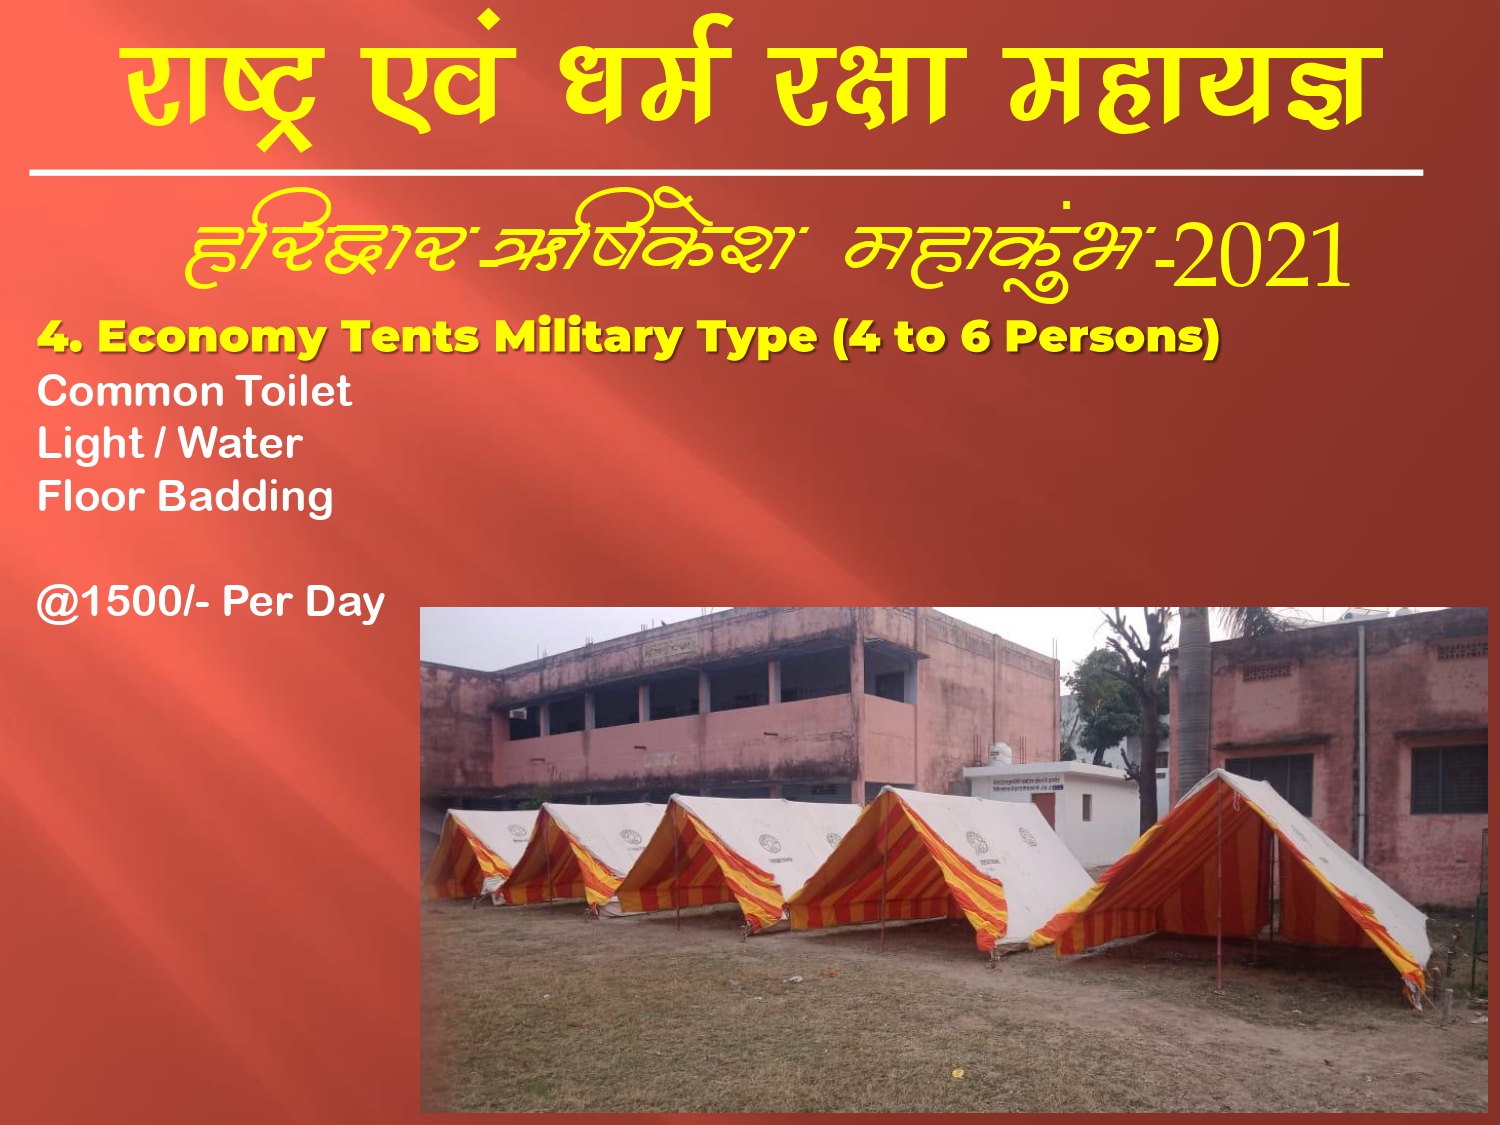 राष्ट्र एवं धर्म रक्षा महायज्ञ
हरिद्वार-ऋषिकेश महाकुंभ-2021
4. Economy Tents Military Type (4 to 6 Persons)
Common Toilet
Light / Water
Floor Badding
@1500/- Per Day